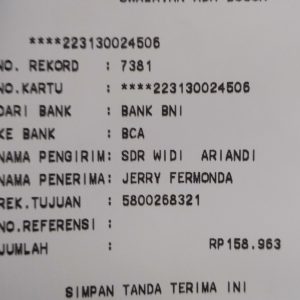 ****223130024506
NO. REKORD : 7381
NO.KARTU : ****223130024506
DARI BANK : BANK BNI
KE BANK : BCA
NAMA PENGIRIM: SDR WIDI ARIANDI
NAMA PENERIMA: JERRY FERMONDA
REK.TUJUAN : 5800268321
NO.REFERENSI :
JUMLAH : RP158.963
SIMPAN TANDA TERIMA INI